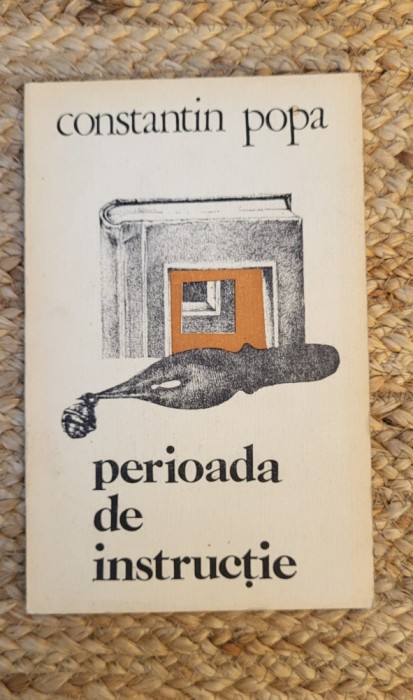 constantin popa
perioada
de
instrucție